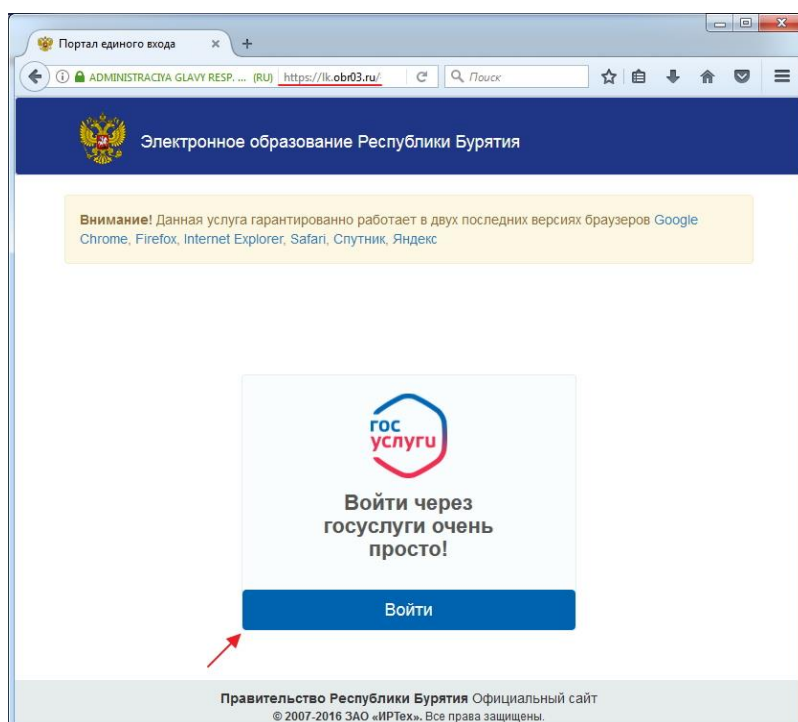 Портал единого входа
ADMINISTRACIYA GLAVY RESP. ... (RU) https://lk.obr03.ru/ Поиск
Электронное образование Республики Бурятия
Внимание! Данная услуга гарантированно работает в двух последних версиях браузеров Google
Chrome, Firefox, Internet Explorer, Safari, Спутник, Яндекс
гос
услуги
Войти через
госуслуги очень
просто!
Войти
Правительство Республики Бурятия Официальный сайт
© 2007-2016 ЗАО «ИРТех». Все права защищены.